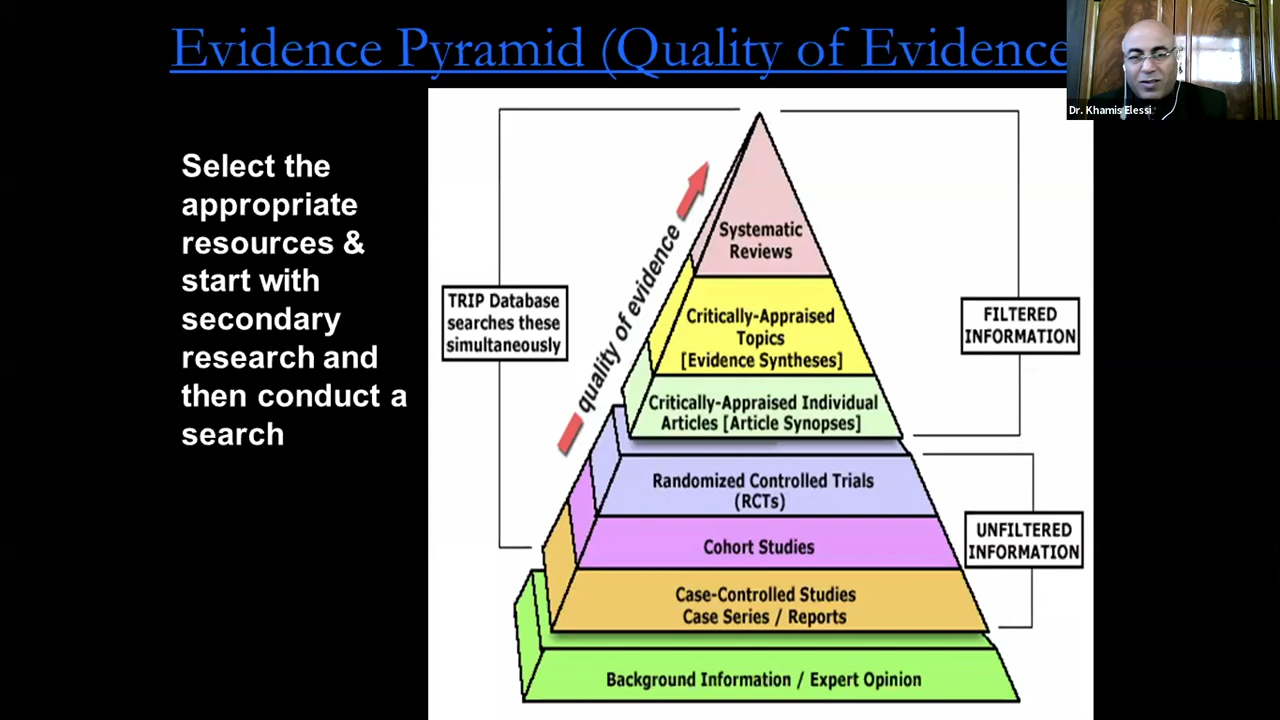 Evidence Pyramid (Quality of Evidence
Dr. Khamis Elessi
Select the
appropriate
resources &
start with
secondary
research and
then conduct a
search
TRIP Database
searches these
simultaneously
quality of evidence
Systematic
Reviews
Critically-Appraised
Topics
[Evidence Syntheses]
Critically-Appraised Individual
Articles [Article Synopses]
Randomized Controlled Trials
(RCTs)
Cohort Studies
Case-Controlled Studies
Case Series / Reports
Background Information / Expert Opinion
FILTERED
INFORMATION
UNFILTERED
INFORMATION